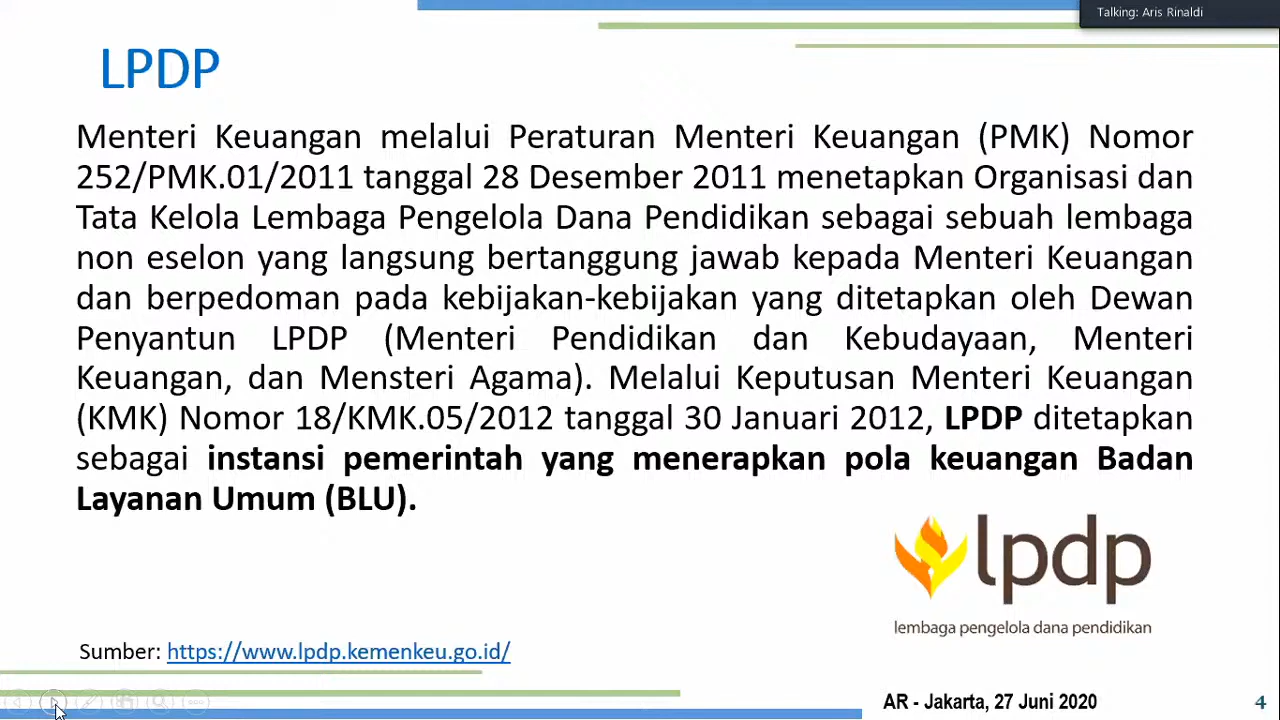 Talking: Aris Rinaldi
LPDP
Menteri Keuangan melalui Peraturan Menteri Keuangan (PMK) Nomor
252/PMK.01/2011 tanggal 28 Desember 2011 menetapkan Organisasi dan
Tata Kelola Lembaga Pengelola Dana Pendidikan sebagai sebuah lembaga
non eselon yang langsung bertanggung jawab kepada Menteri Keuangan
dan berpedoman pada kebijakan-kebijakan yang ditetapkan oleh Dewan
Penyantun LPDP (Menteri Pendidikan dan Kebudayaan, Menteri
Keuangan, dan Mensteri Agama). Melalui Keputusan Menteri Keuangan
(KMK) Nomor 18/KMK.05/2012 tanggal 30 Januari 2012, LPDP ditetapkan
sebagai instansi pemerintah yang menerapkan pola keuangan Badan
Layanan Umum (BLU).
lpdp
lembaga pengelola dana pendidikan
Sumber: https://www.lpdp.kemenkeu.go.id/
AR - Jakarta, 27 Juni 2020
4